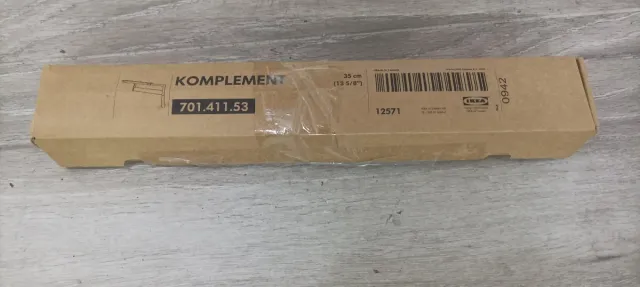 KOMPLEMENT
701.411.53
35 cm
(13 5/8")
12571
IKEA
0942